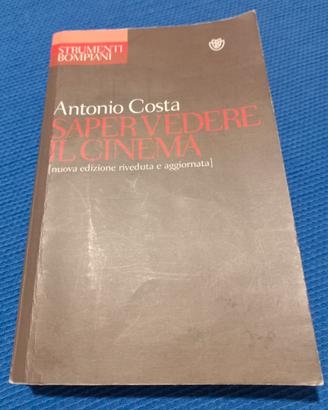 STRUMENTI
BOMPIANI
Antonio Costa
SAPER VEDERE
IL CINEMA
[nuova edizione riveduta e aggiornata]